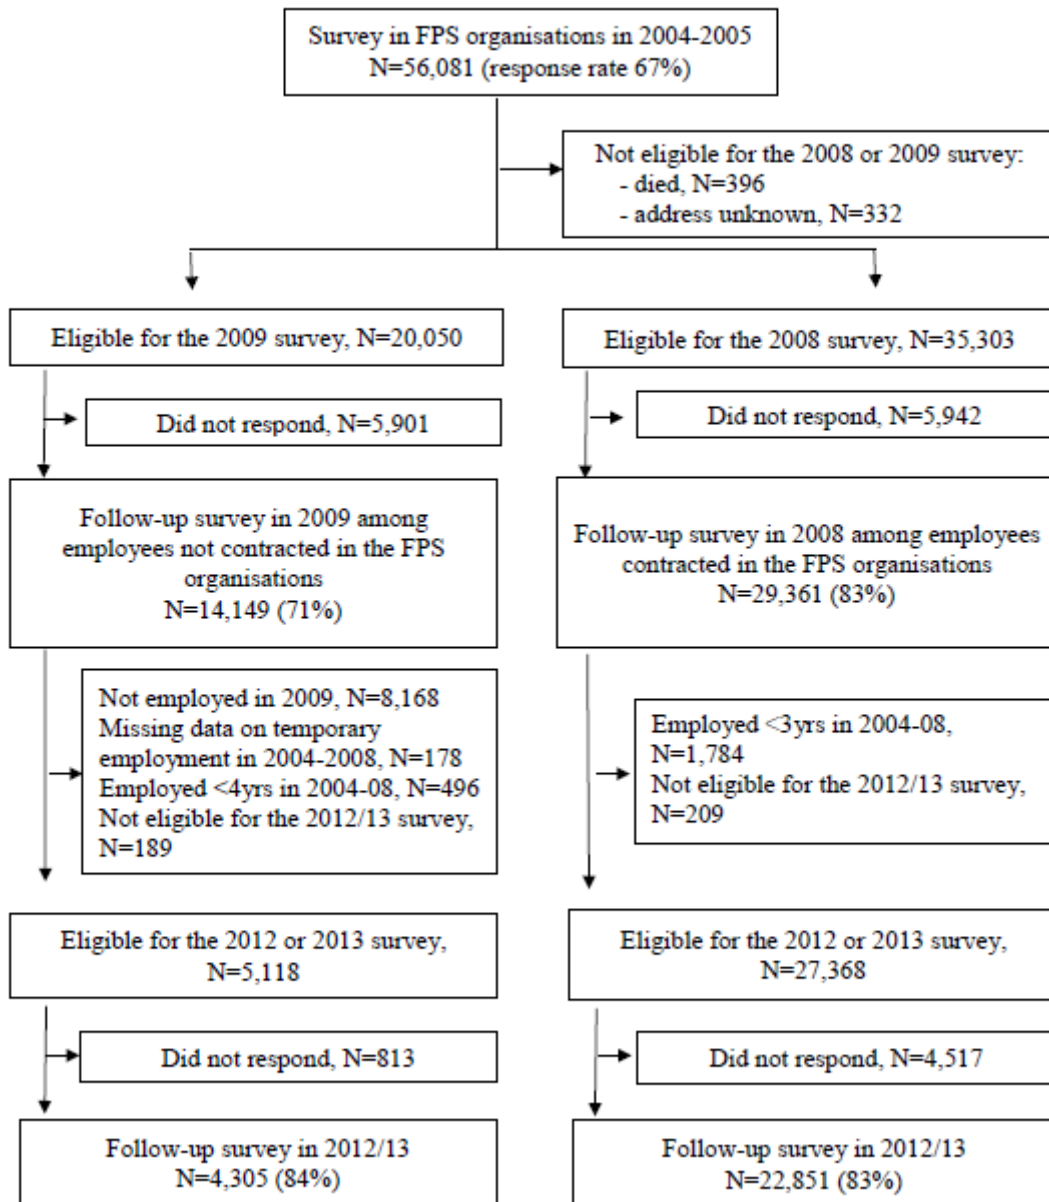 Survey in FPS organisations in 2004-2005
N=56,081 (response rate 67%)
Not eligible for the 2008 or 2009 survey:
- died, N=396
- address unknown, N=332
Eligible for the 2009 survey, N=20,050
Eligible for the 2008 survey, N=35,303
Did not respond, N=5,901
Did not respond, N=5,942
Follow-up survey in 2009 among
employees not contracted in the FPS
organisations
N=14,149 (71%)
Follow-up survey in 2008 among employees
contracted in the FPS organisations
N=29,361 (83%)
Not employed in 2009, N=8,168
Missing data on temporary
employment in 2004-2008, N=178
Employed <4yrs in 2004-08, N=496
Not eligible for the 2012/13 survey,
N=189
Employed <3yrs in 2004-08,
N=1,784
Not eligible for the 2012/13 survey,
N=209
Eligible for the 2012 or 2013 survey,
N=5,118
Eligible for the 2012 or 2013 survey,
N=27,368
Did not respond, N=813
Did not respond, N=4,517
Follow-up survey in 2012/13
N=4,305 (84%)
Follow-up survey in 2012/13
N=22,851 (83%)